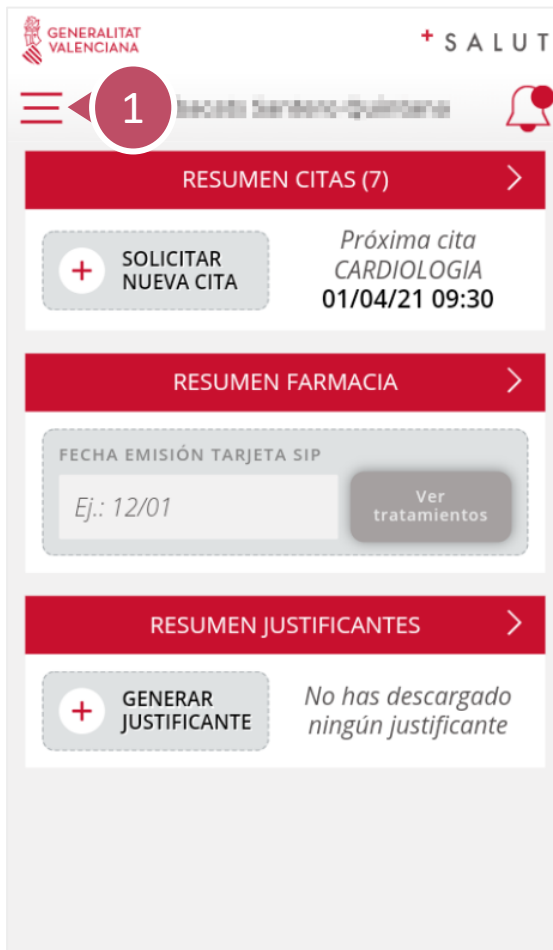 GENERALITAT
VALENCIANA
+SALUT
1
RESUMEN CITAS (7)
SOLICITAR
NUEVA CITA
Próxima cita
CARDIOLOGIA
01/04/21 09:30
RESUMEN FARMACIA
FECHA EMISIÓN TARJETA SIP
Ej.: 12/01
Ver
tratamientos
RESUMEN JUSTIFICANTES
GENERAR
JUSTIFICANTE
No has descargado
ningún justificante